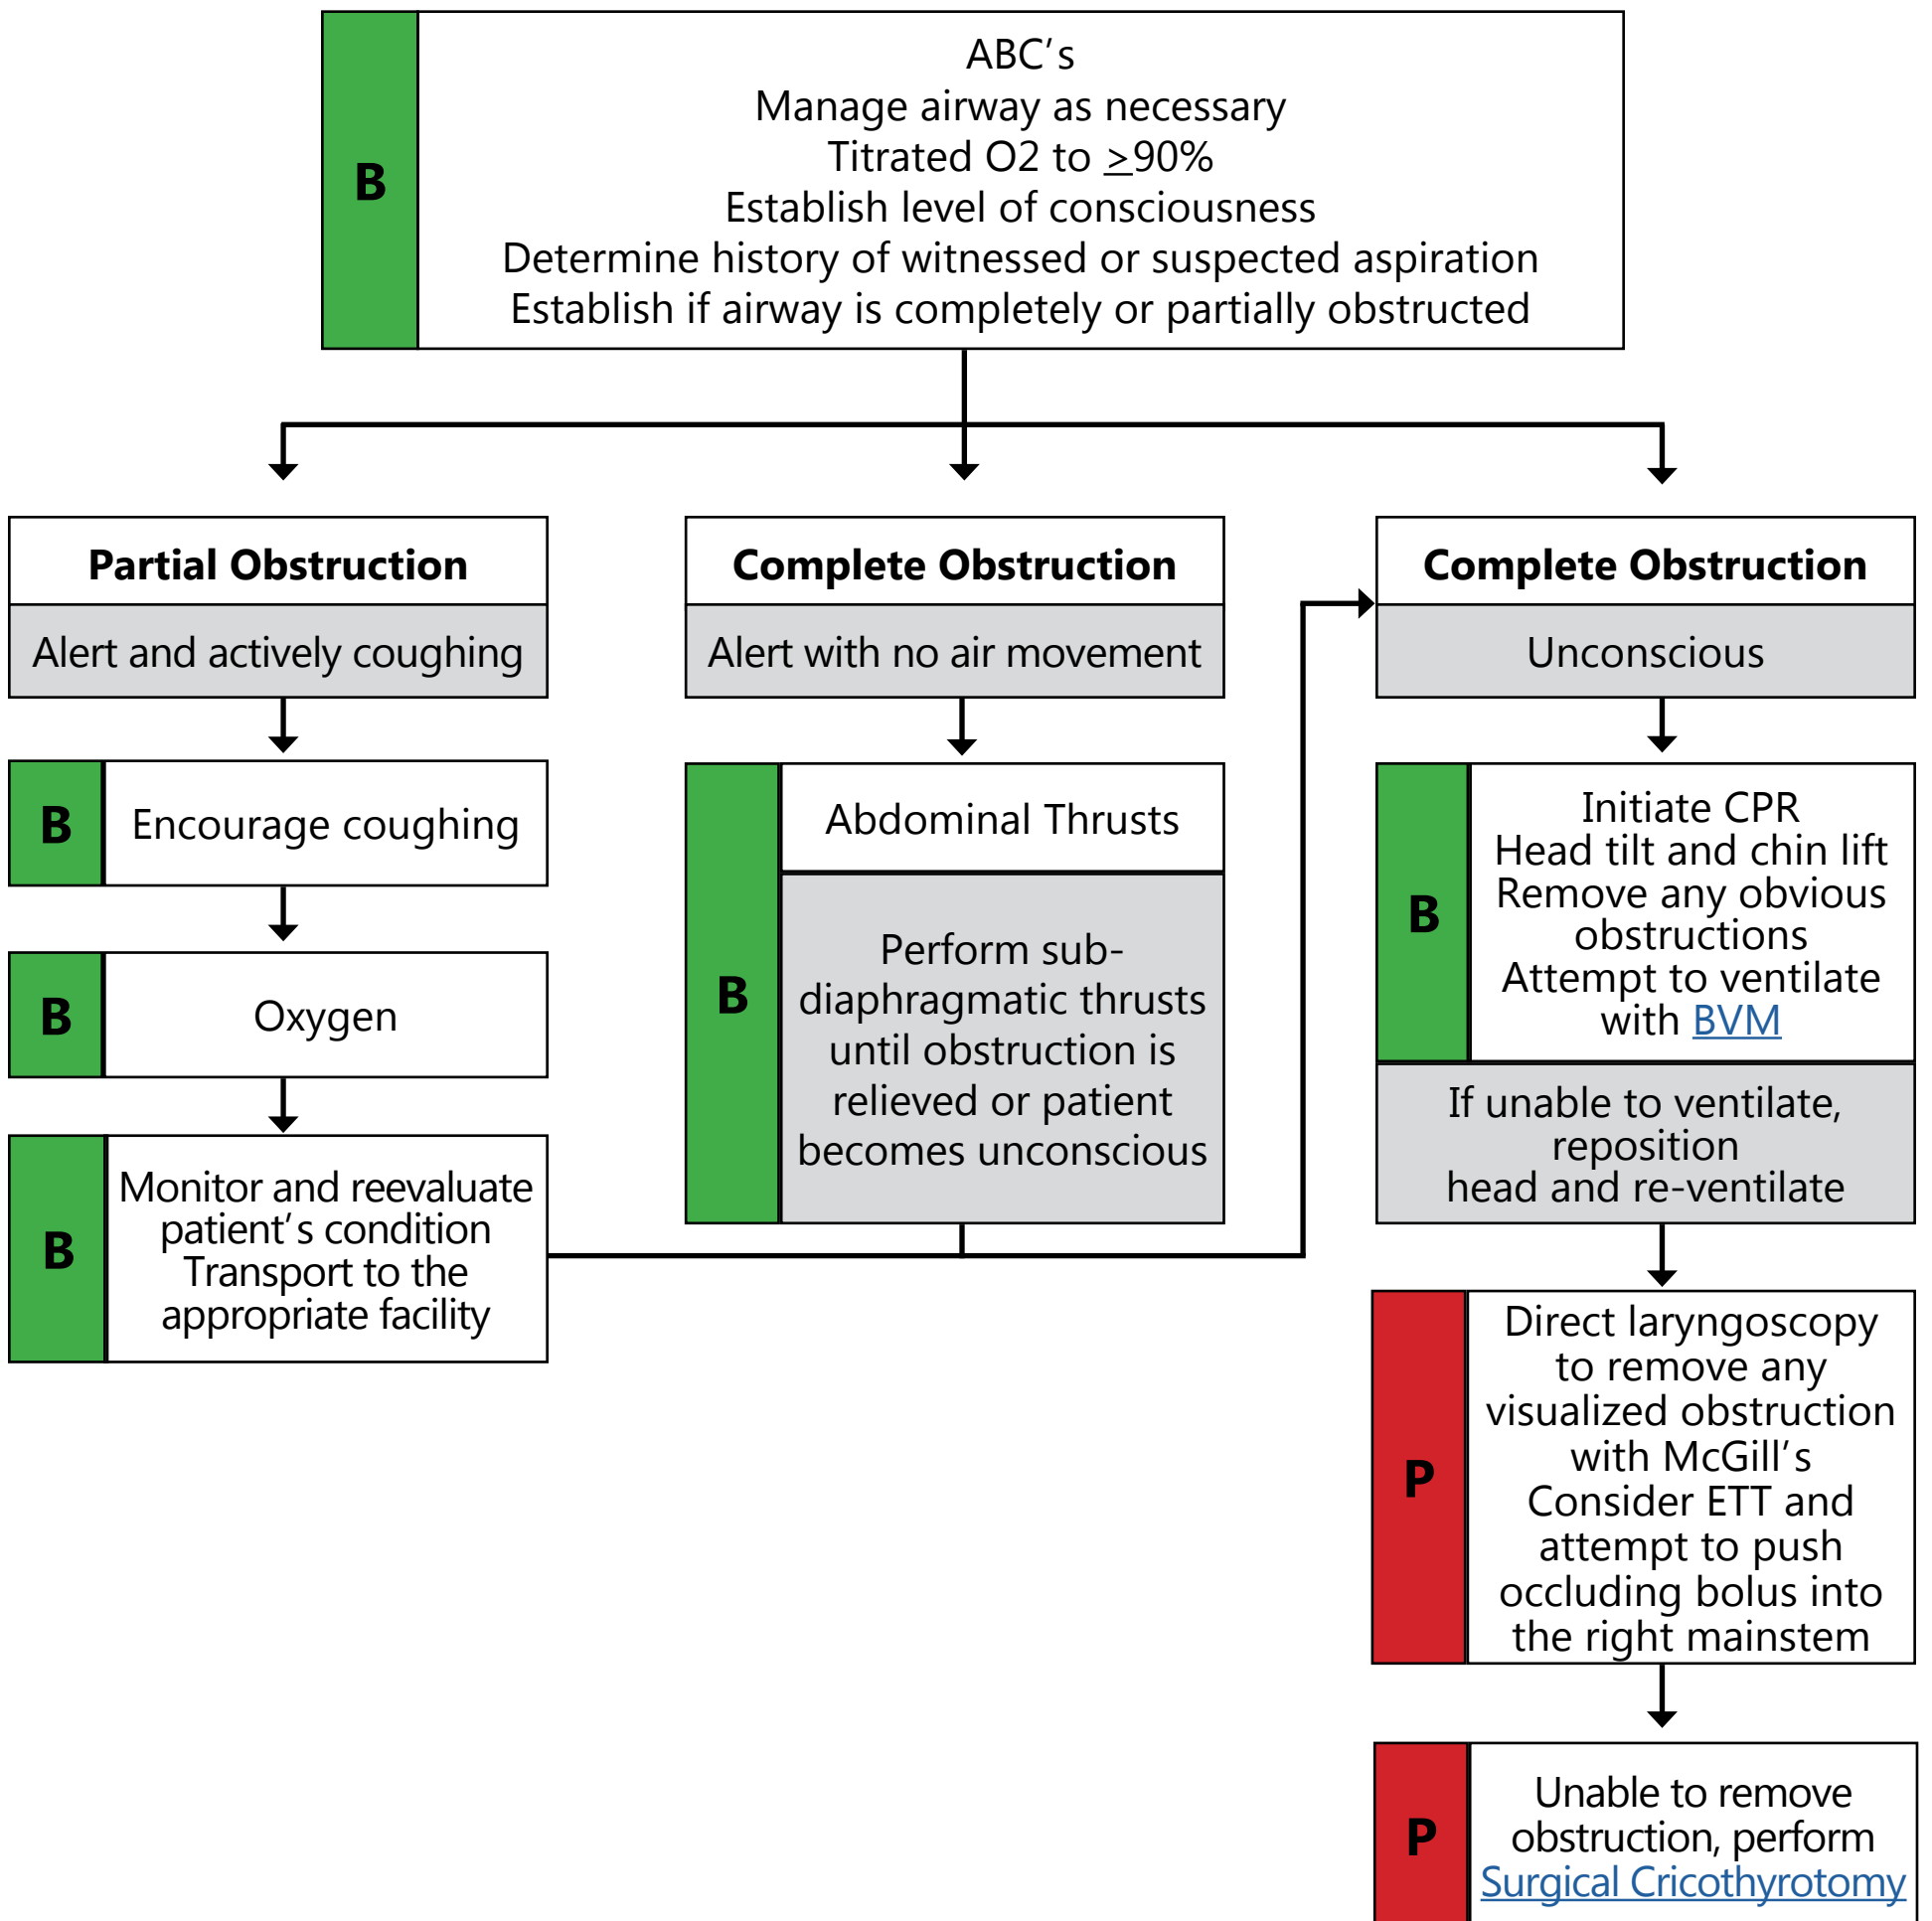 ABC's
Manage airway as necessary
B
Titrated O2 to ≥90%
Establish level of consciousness
Determine history of witnessed or suspected aspiration
Establish if airway is completely or partially obstructed
Partial Obstruction
Alert and actively coughing
B
Encourage coughing
B
Oxygen
B
Monitor and reevaluate
patient's condition
Transport to the
appropriate facility
Complete Obstruction
Alert with no air movement
B
Abdominal Thrusts
Perform sub-
diaphragmatic thrusts
until obstruction is
relieved or patient
becomes unconscious
Complete Obstruction
Unconscious
B
Initiate CPR
Head tilt and chin lift
Remove any obvious
obstructions
Attempt to ventilate
with BVM
If unable to ventilate,
reposition
head and re-ventilate
P
Direct laryngoscopy
to remove any
visualized obstruction
with McGill's
Consider ETT and
attempt to push
occluding bolus into
the right mainstem
P
Unable to remove
obstruction, perform
Surgical Cricothyrotomy